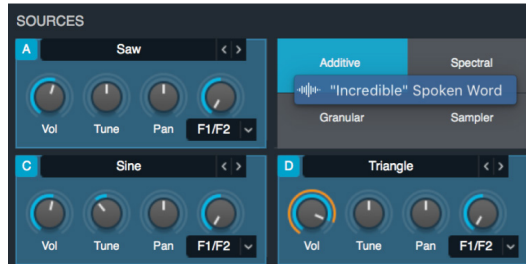 SOURCES
A Saw < >
Vol Tune Pan F1/F2
Additive Spectral
"Incredible" Spoken Word
Granular Sampler
C Sine < >
Vol Tune Pan F1/F2
D Triangle < >
Vol Tune Pan F1/F2